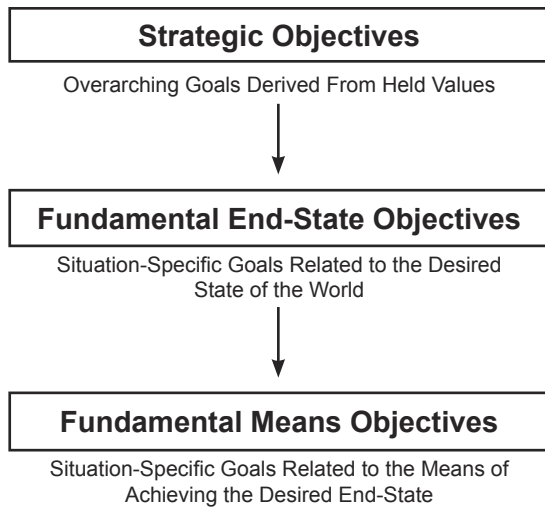 Strategic Objectives
Overarching Goals Derived From Held Values
Fundamental End-State Objectives
Situation-Specific Goals Related to the Desired
State of the World
Fundamental Means Objectives
Situation-Specific Goals Related to the Means of
Achieving the Desired End-State